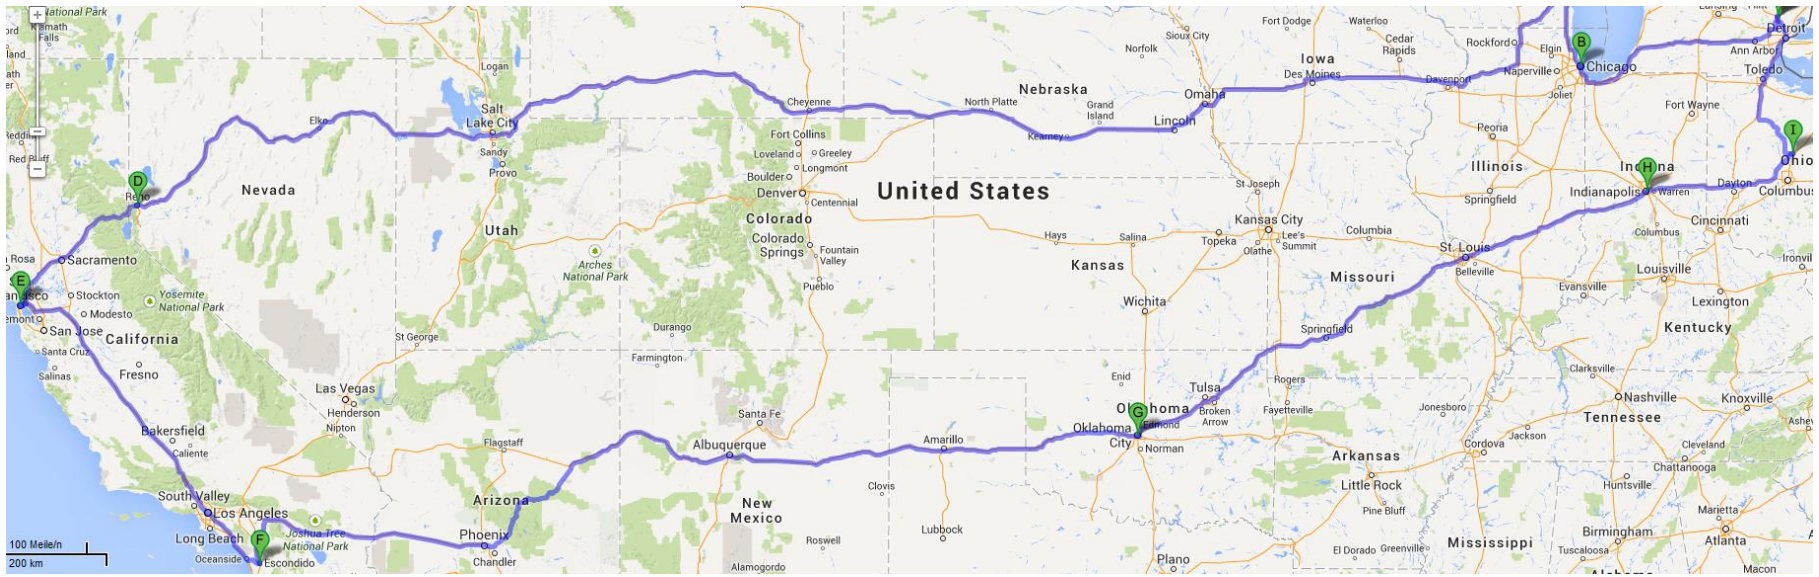 National Park
Klamath
Falls
Logan
Salt
Lake City
Sandy
Provo
Elko
Redding
Red Bluff
D
Reno
Nevada
Utah
Sacramento
E
Stockton
Modesto
San Jose
Santa Cruz
Salinas
Fresno
California
Yosemite
National Park
St George
Las Vegas
Henderson
Nipton
Bakersfield
Caliente
South Valley
Los Angeles
Long Beach
Oceanside
F
Escondido
Joshua Tree
National Park
100 Meile/n
200 km
Arches
National Park
Durango
Farmington
Flagstaff
Arizona
Phoenix
Chandler
Albuquerque
Santa Fe
New
Mexico
Roswell
Alamogordo
Clovis
Cheyenne
Fort Collins
Loveland
Greeley
Longmont
Boulder
Denver
Centennial
Colorado
Colorado
Springs
Fountain
Valley
Pueblo
United States
North Platte
Nebraska
Kearney
Grand
Island
Norfolk
Lincoln
Omaha
Sioux City
Fort Dodge
Waterloo
Cedar
Rapids
Iowa
Des Moines
Davenport
Rockford
Elgin
Naperville
Joliet
B
Chicago
Lansing
Flint
Detroit
Ann Arbor
Toledo
Fort Wayne
I
Ohio
Columbus
Peoria
Illinois
Springfield
Indiana
H
Indianapolis
Warren
Dayton
Cincinnati
Columbus
Hays
Salina
Topeka
Kansas City
Lee's
Summit
Olathe
St Joseph
Columbia
Kansas
Wichita
Missouri
St. Louis
Belleville
Springfield
Evansville
Louisville
Lexington
Kentucky
Enid
Tulsa
Broken
Arrow
Oklahoma
G
Oklahoma
City
Edmond
Norman
Amarillo
Lubbock
Plano
Rogers
Fayetteville
Jonesboro
Arkansas
Little Rock
Pine Bluff
El Dorado
Greenville
Clarksville
Nashville
Tennessee
Knoxville
Cordova
Jackson
Cleveland
Chattanooga
Huntsville
Mississippi
Birmingham
Tuscaloosa
Alabama
Marietta
Atlanta
Macon